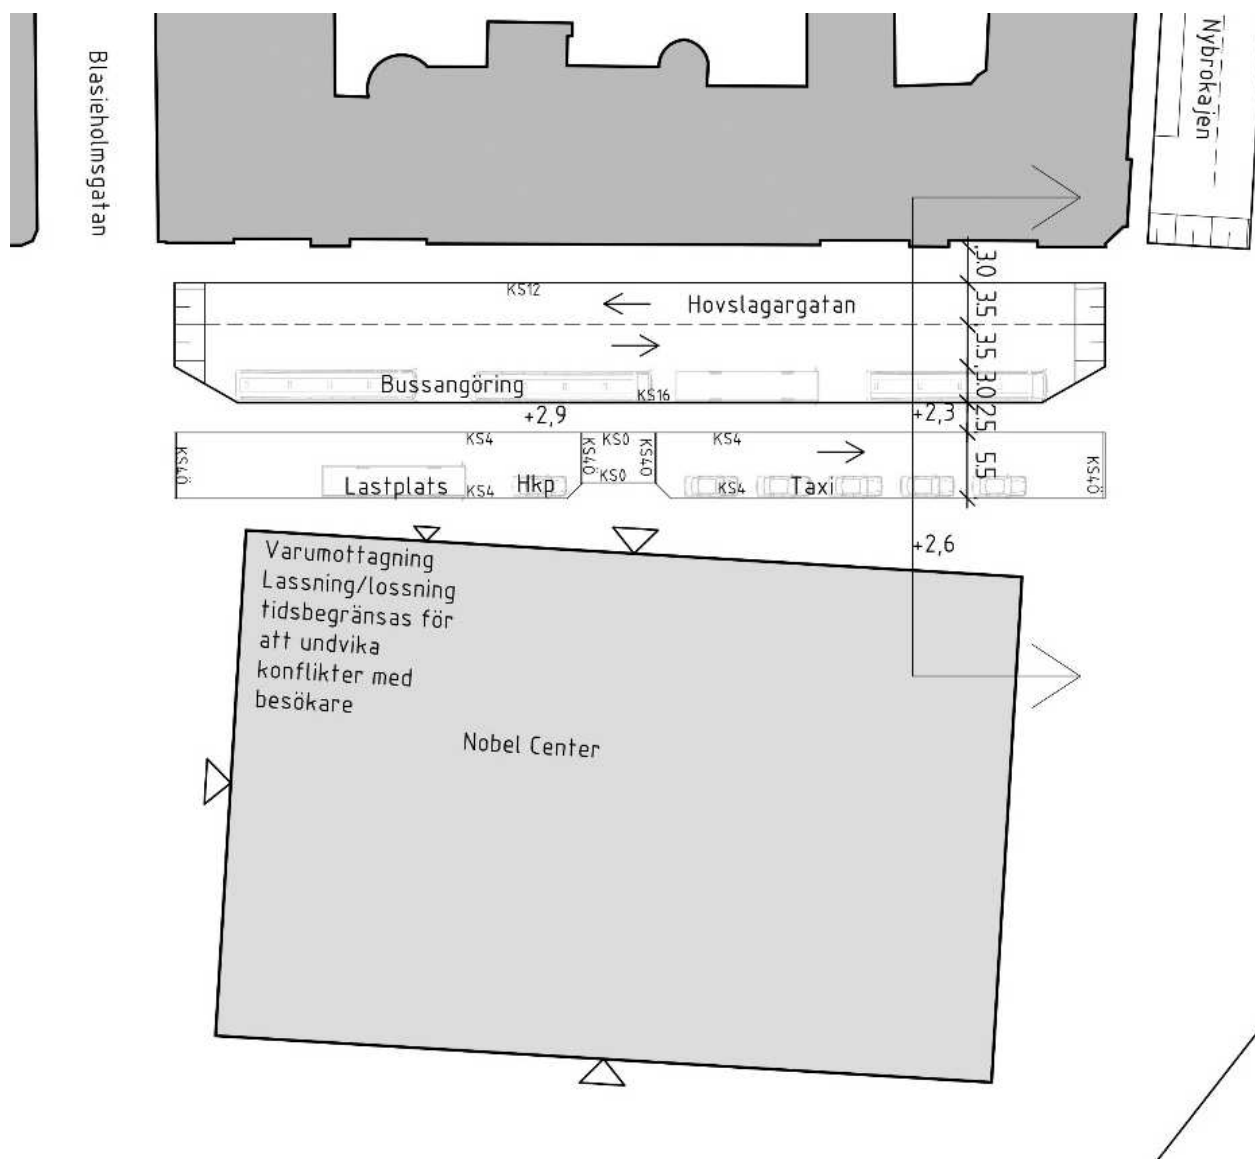 Blasieholmsgatan
Nybrokajen
KS12
Hovslagargatan
3.0
3.5
3.5
3.0
2.5
5.5
Bussangöring
KS16
+2,9
+2,3
KS4
KS0
KS4
KS4Ö
KS40
KS40
KS4Ö
KS0
Lastplats
KS4
Hkp
KS4
Taxi
+2,6
Varumottagning
Lassning/lossning
tidsbegränsas för
att undvika
konflikter med
besökare
Nobel Center